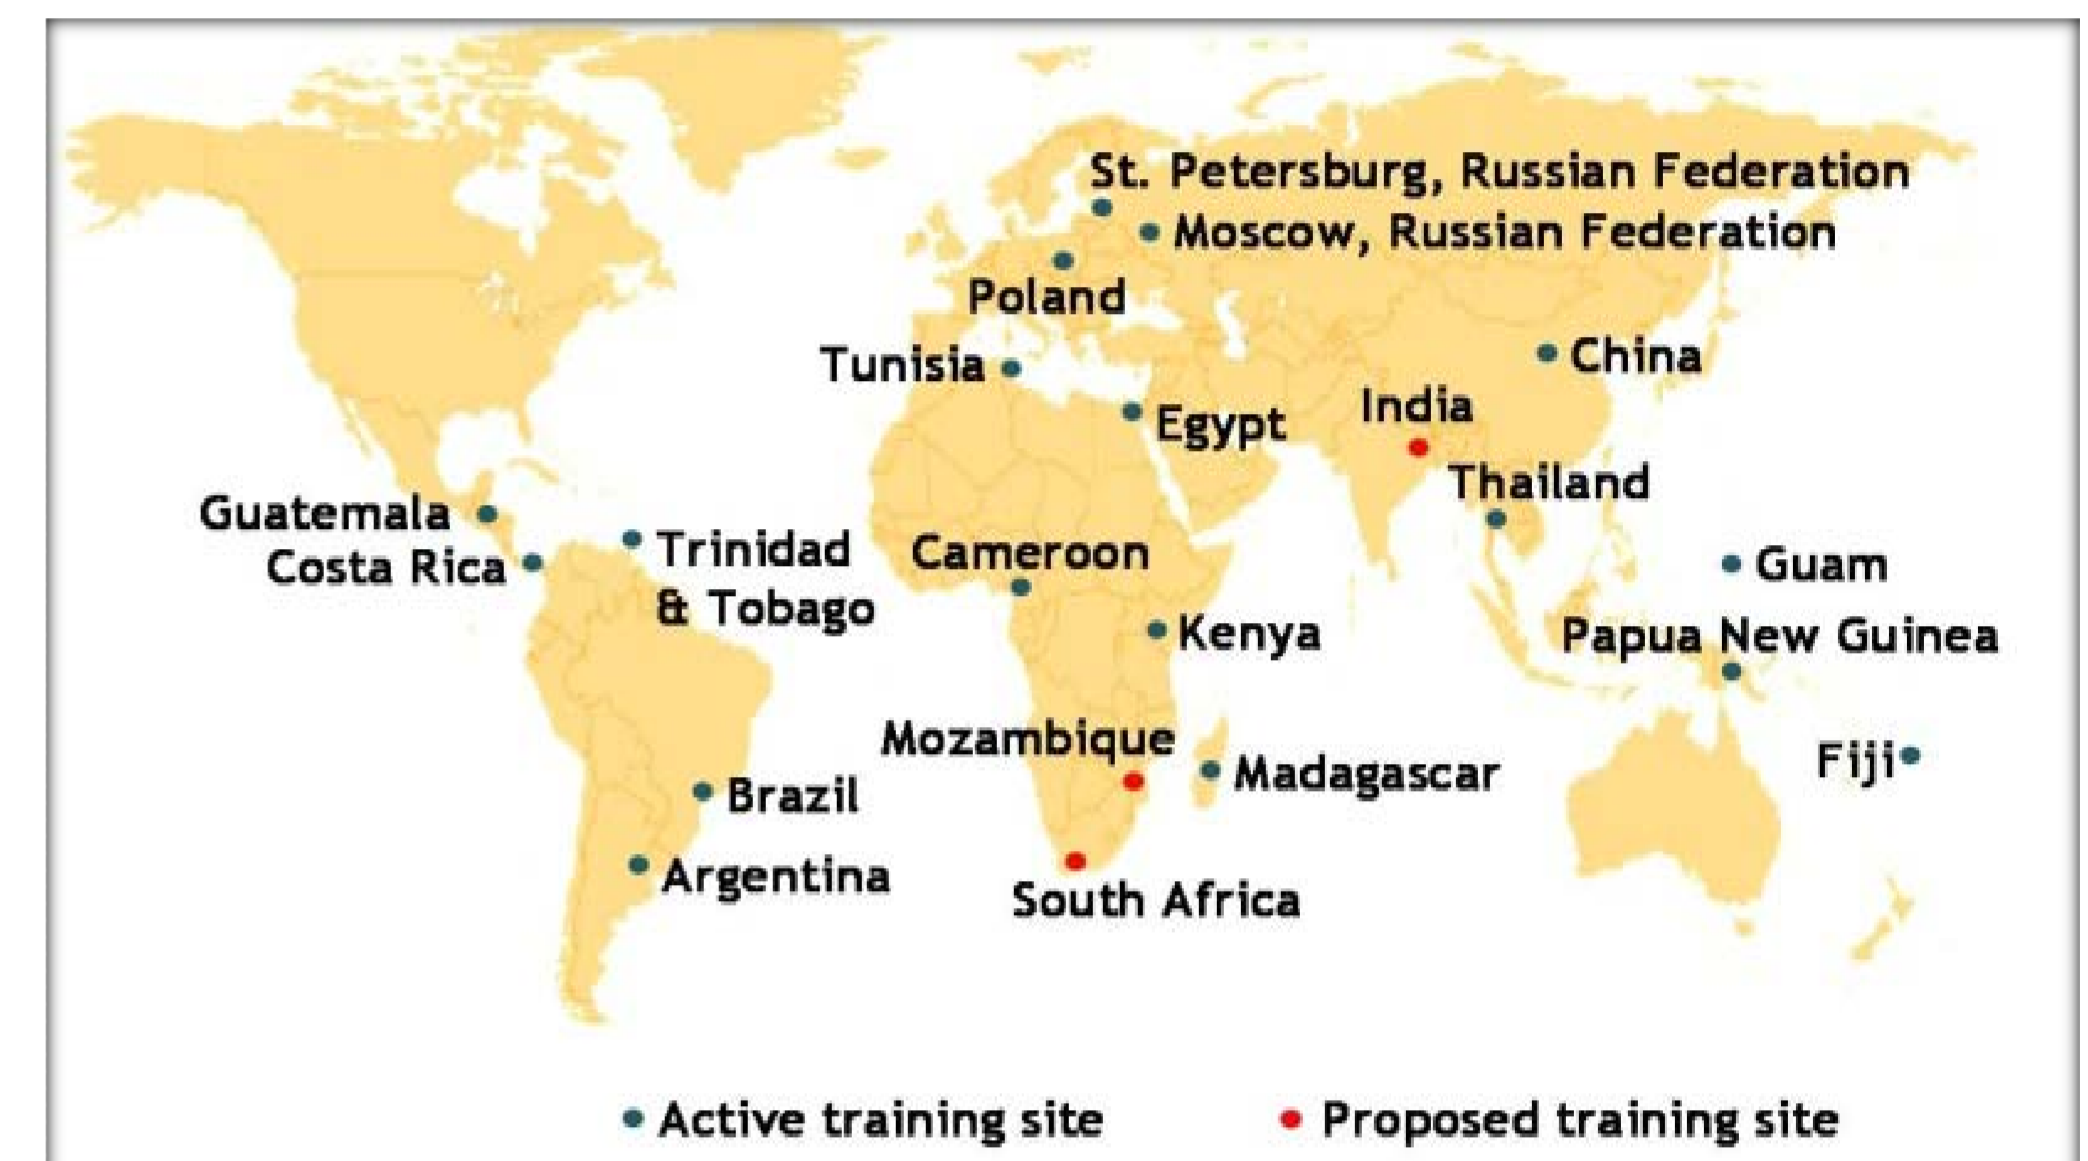 St. Petersburg, Russian Federation
Moscow, Russian Federation
Poland
Tunisia
China
Egypt
India
Thailand
Guatemala
Costa Rica
Trinidad
& Tobago
Cameroon
Guam
Kenya
Papua New Guinea
Mozambique
Madagascar
Fiji
Brazil
Argentina
South Africa
Active training site
Proposed training site